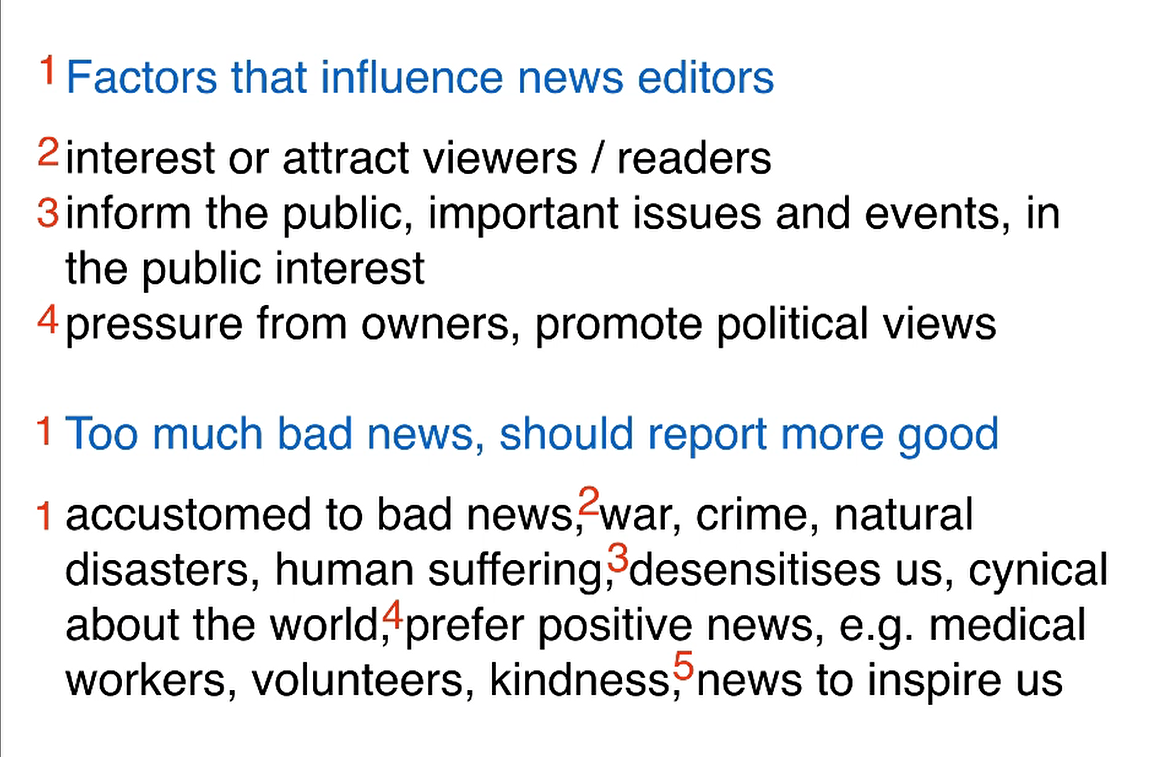 1 Factors that influence news editors
2 interest or attract viewers / readers
3 inform the public, important issues and events, in
the public interest
4 pressure from owners, promote political views
1 Too much bad news, should report more good
1 accustomed to bad news,2 war, crime, natural
disasters, human suffering,3 desensitises us, cynical
about the world,4 prefer positive news, e.g. medical
workers, volunteers, kindness,5 news to inspire us